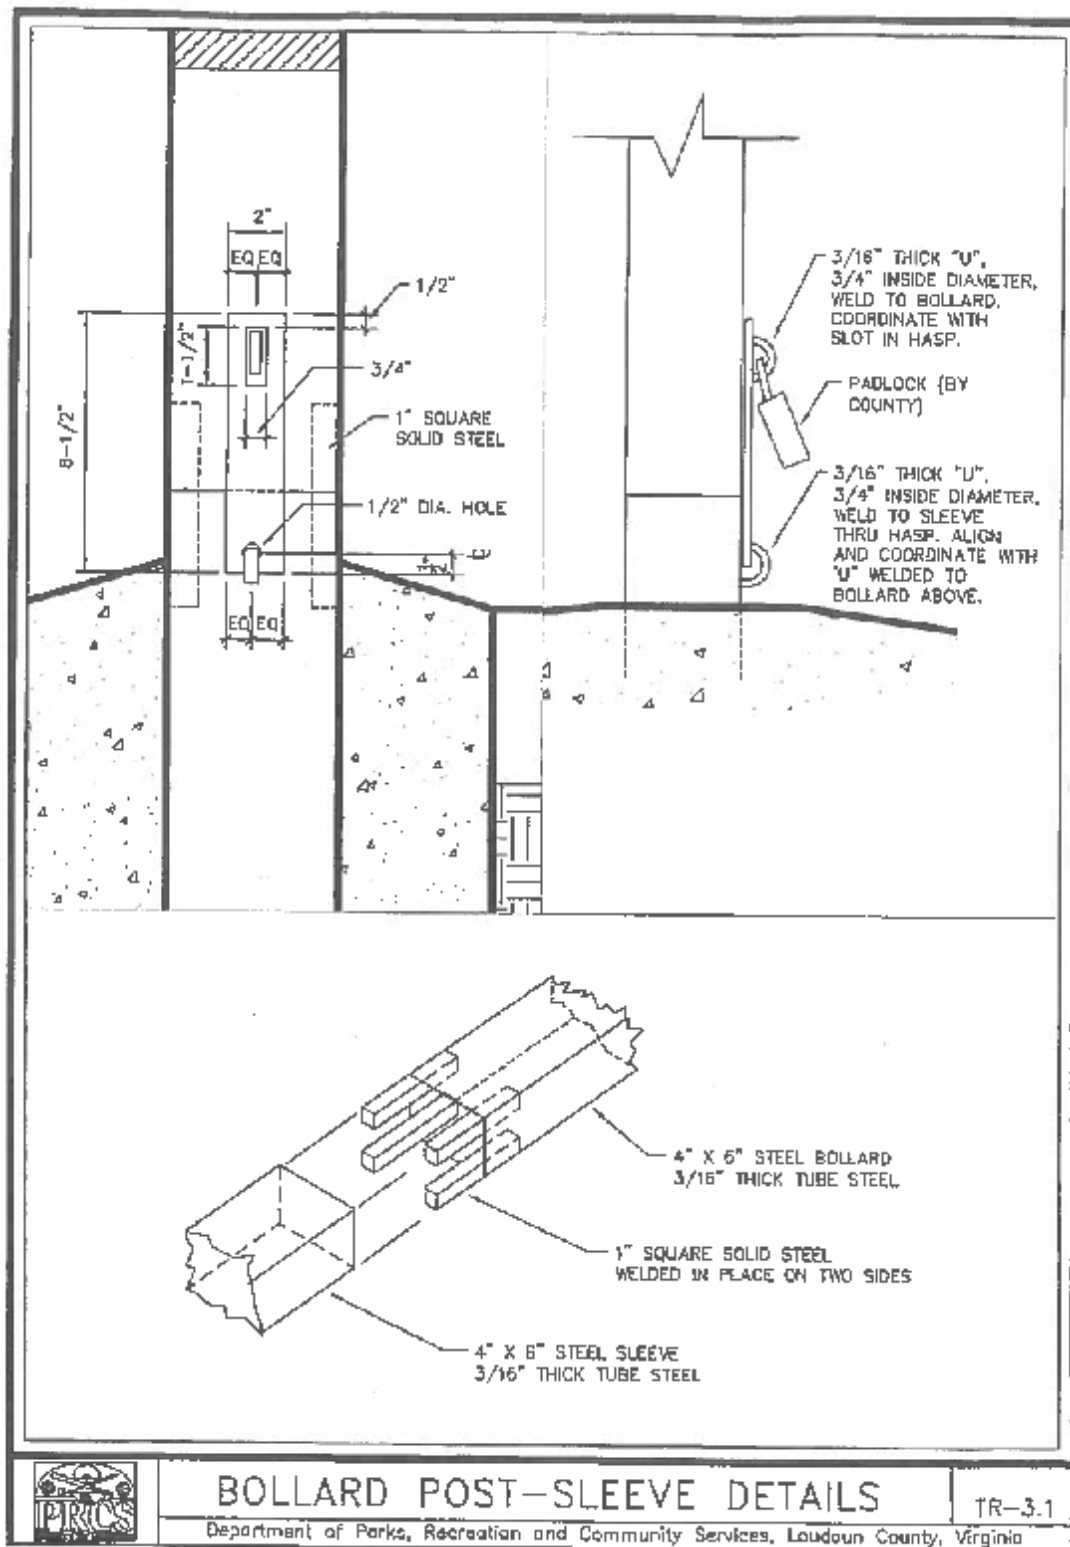 2"
EQ EQ
1/2"
1-1/2"
3/4"
8-1/2"
1" SQUARE
SOLID STEEL
1/2" DIA. HOLE
EQ EQ
3/16" THICK "U",
3/4" INSIDE DIAMETER,
WELD TO BOLLARD.
COORDINATE WITH
SLOT IN HASP.
PADLOCK (BY
COUNTY)
3/16" THICK "U",
3/4" INSIDE DIAMETER,
WELD TO SLEEVE
THRU HASP. ALIGN
AND COORDINATE WITH
"U" WELDED TO
BOLLARD ABOVE.
4" X 6" STEEL BOLLARD
3/16" THICK TUBE STEEL
1" SQUARE SOLID STEEL
WELDED IN PLACE ON TWO SIDES
4" X 6" STEEL SLEEVE
3/16" THICK TUBE STEEL
PRCS
BOLLARD POST-SLEEVE DETAILS
TR-3.1
Department of Parks, Recreation and Community Services, Loudoun County, Virginia